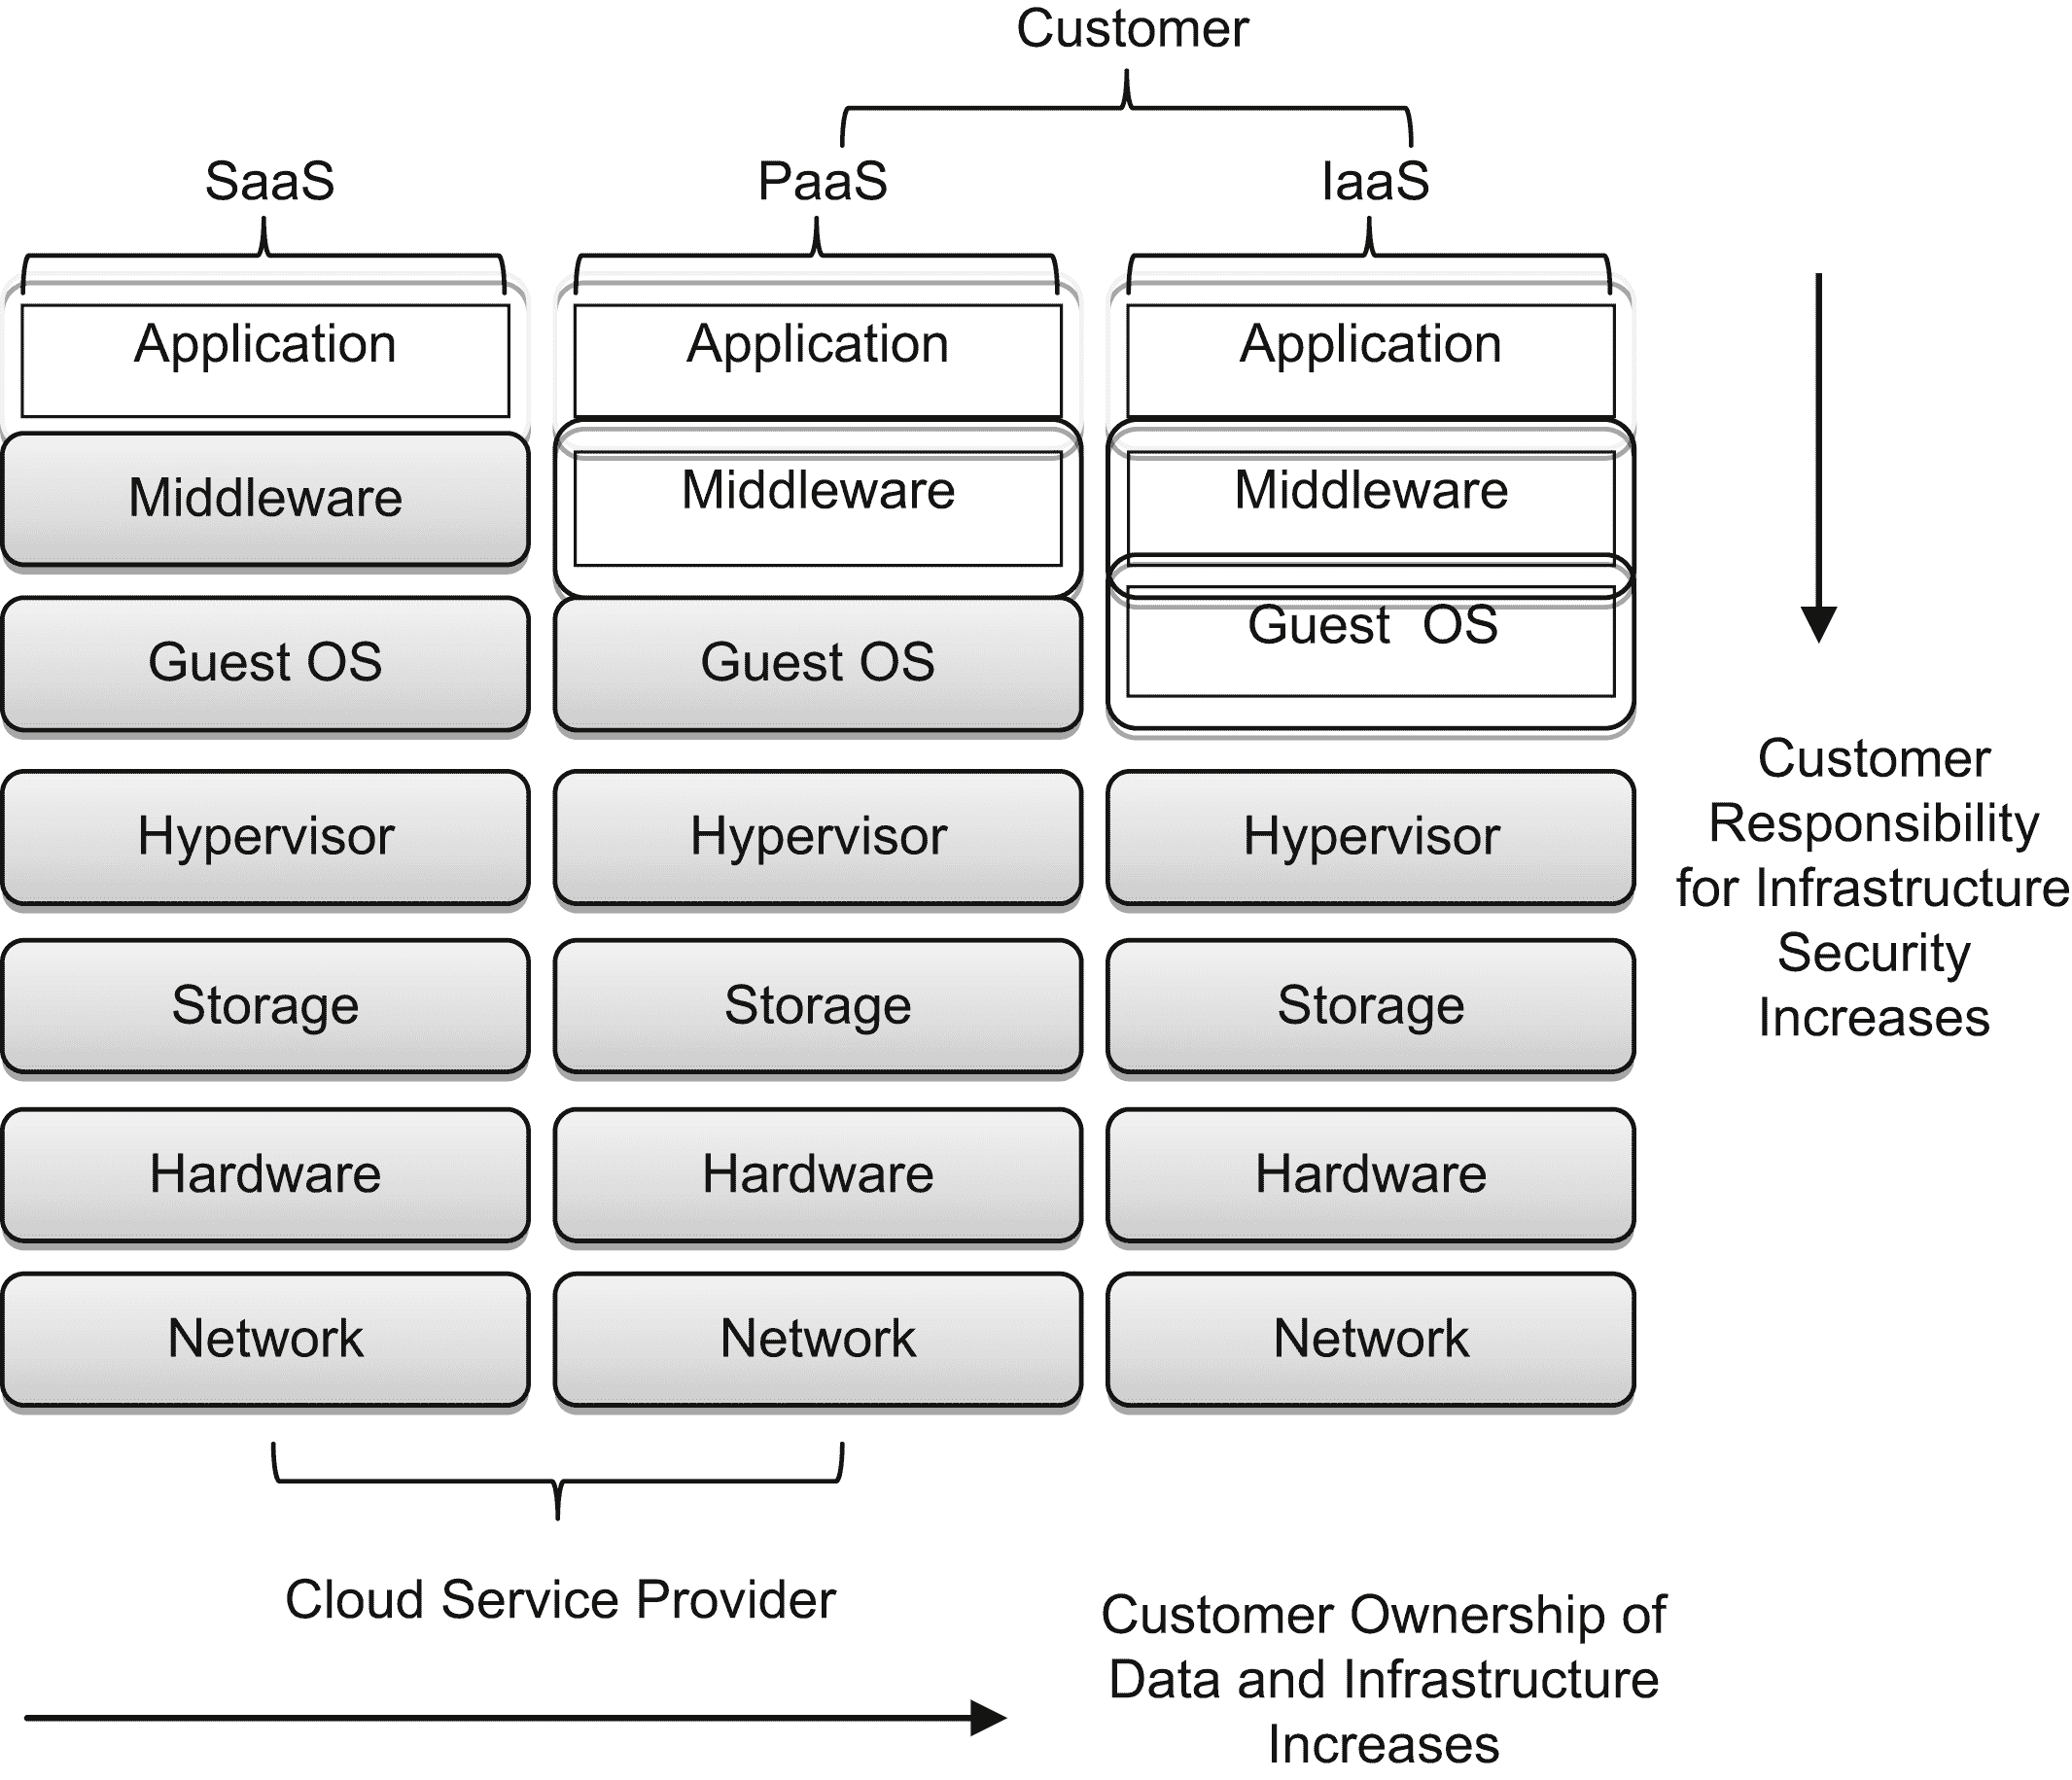 Customer
SaaS
PaaS
IaaS
Application
Application
Application
Middleware
Middleware
Middleware
Guest OS
Guest OS
Guest OS
Hypervisor
Hypervisor
Hypervisor
Storage
Storage
Storage
Hardware
Hardware
Hardware
Network
Network
Network
Customer
Responsibility
for Infrastructure
Security
Increases
Cloud Service Provider
Customer Ownership of
Data and Infrastructure
Increases